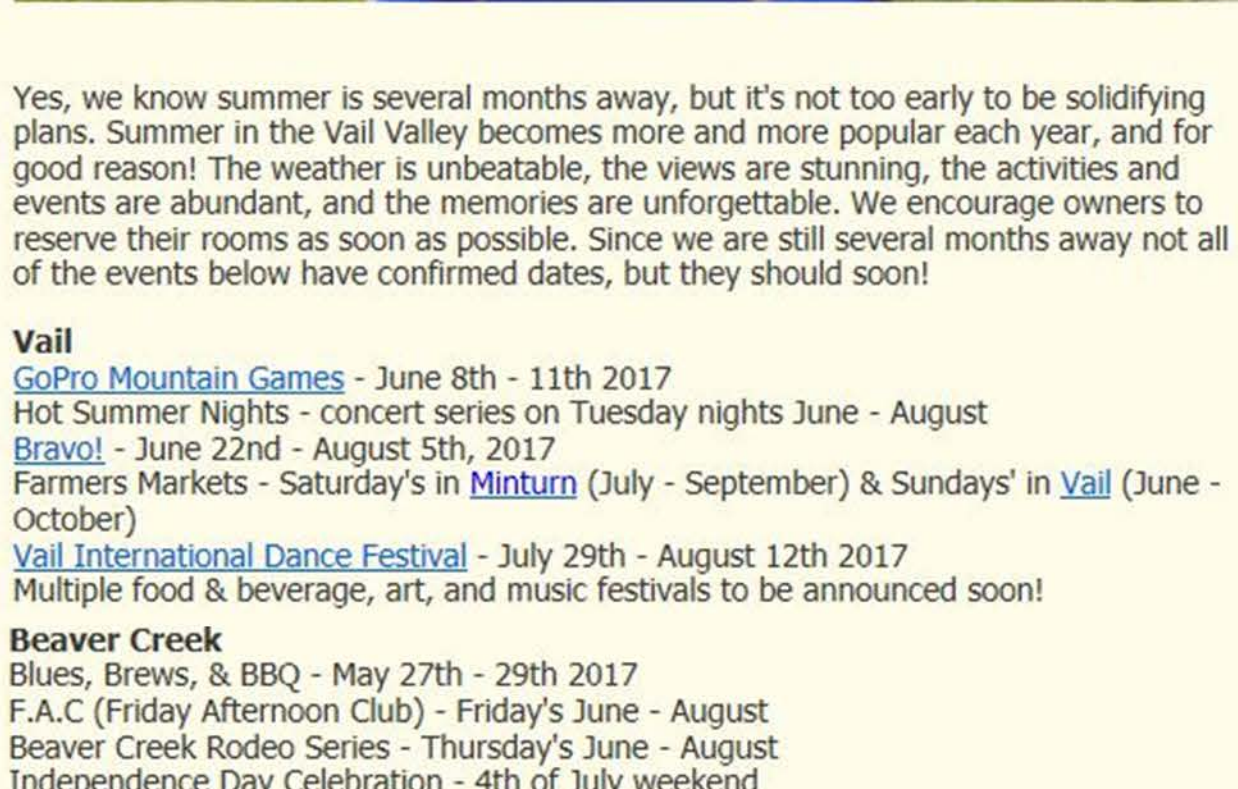 Yes, we know summer is several months away, but it's not too early to be solidifying
plans. Summer in the Vail Valley becomes more and more popular each year, and for
good reason! The weather is unbeatable, the views are stunning, the activities and
events are abundant, and the memories are unforgettable. We encourage owners to
reserve their rooms as soon as possible. Since we are still several months away not all
of the events below have confirmed dates, but they should soon!
Vail
GoPro Mountain Games - June 8th - 11th 2017
Hot Summer Nights - concert series on Tuesday nights June - August
Bravo! - June 22nd - August 5th, 2017
Farmers Markets - Saturday's in Minturn (July - September) & Sundays' in Vail (June -
October)
Vail International Dance Festival - July 29th - August 12th 2017
Multiple food & beverage, art, and music festivals to be announced soon!
Beaver Creek
Blues, Brews, & BBQ - May 27th - 29th 2017
F.A.C (Friday Afternoon Club) - Friday's June - August
Beaver Creek Rodeo Series - Thursday's June - August
Independence Day Celebration - 4th of July weekend